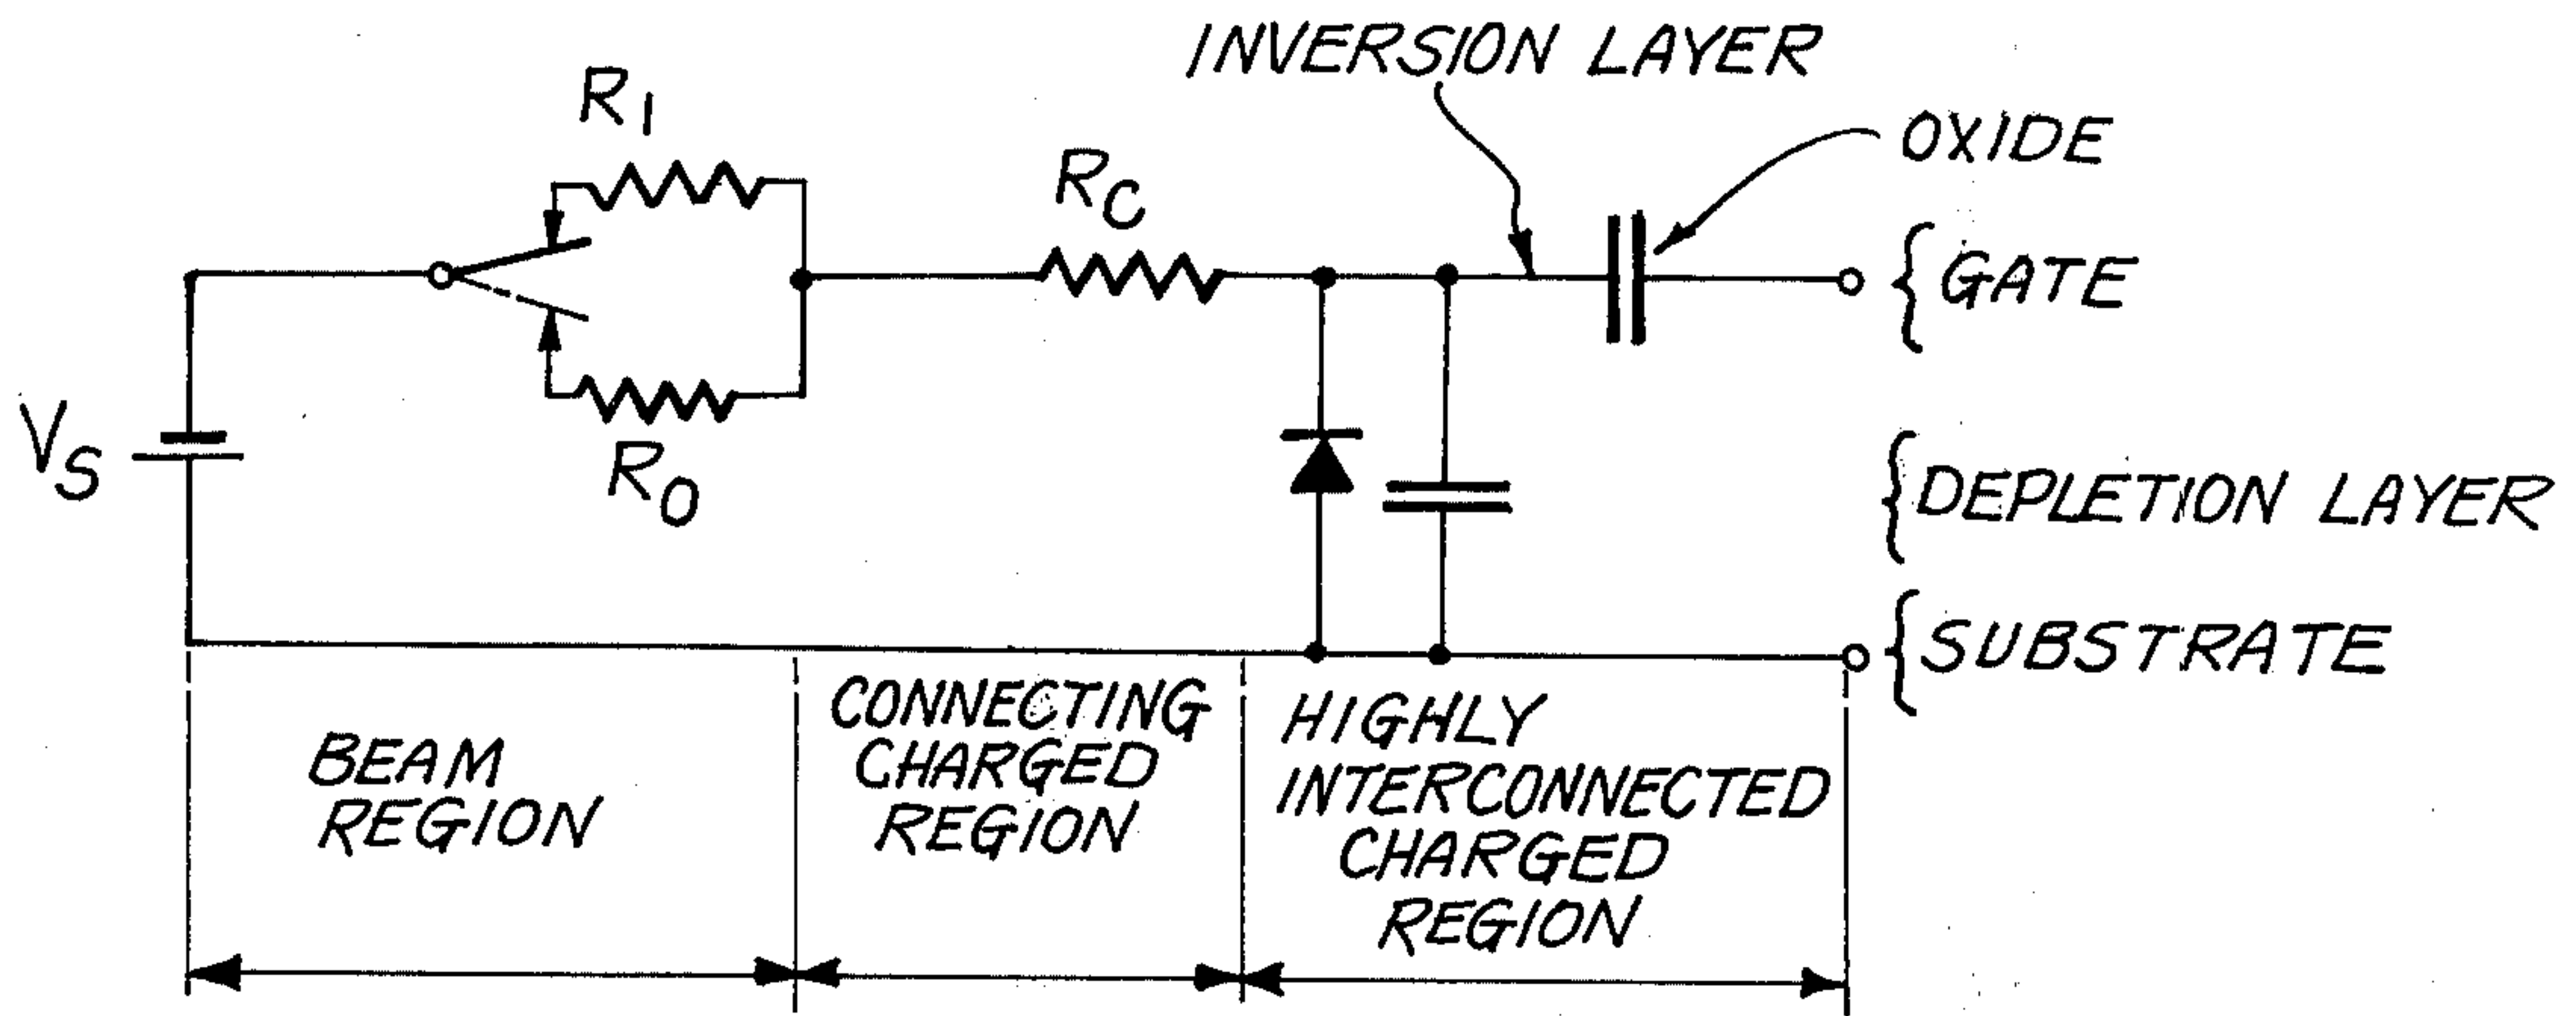 INVERSION LAYER
OXIDE
R1
RC
GATE
VS
RO
DEPLETION LAYER
SUBSTRATE
BEAM
REGION
CONNECTING
CHARGED
REGION
HIGHLY
INTERCONNECTED
CHARGED
REGION